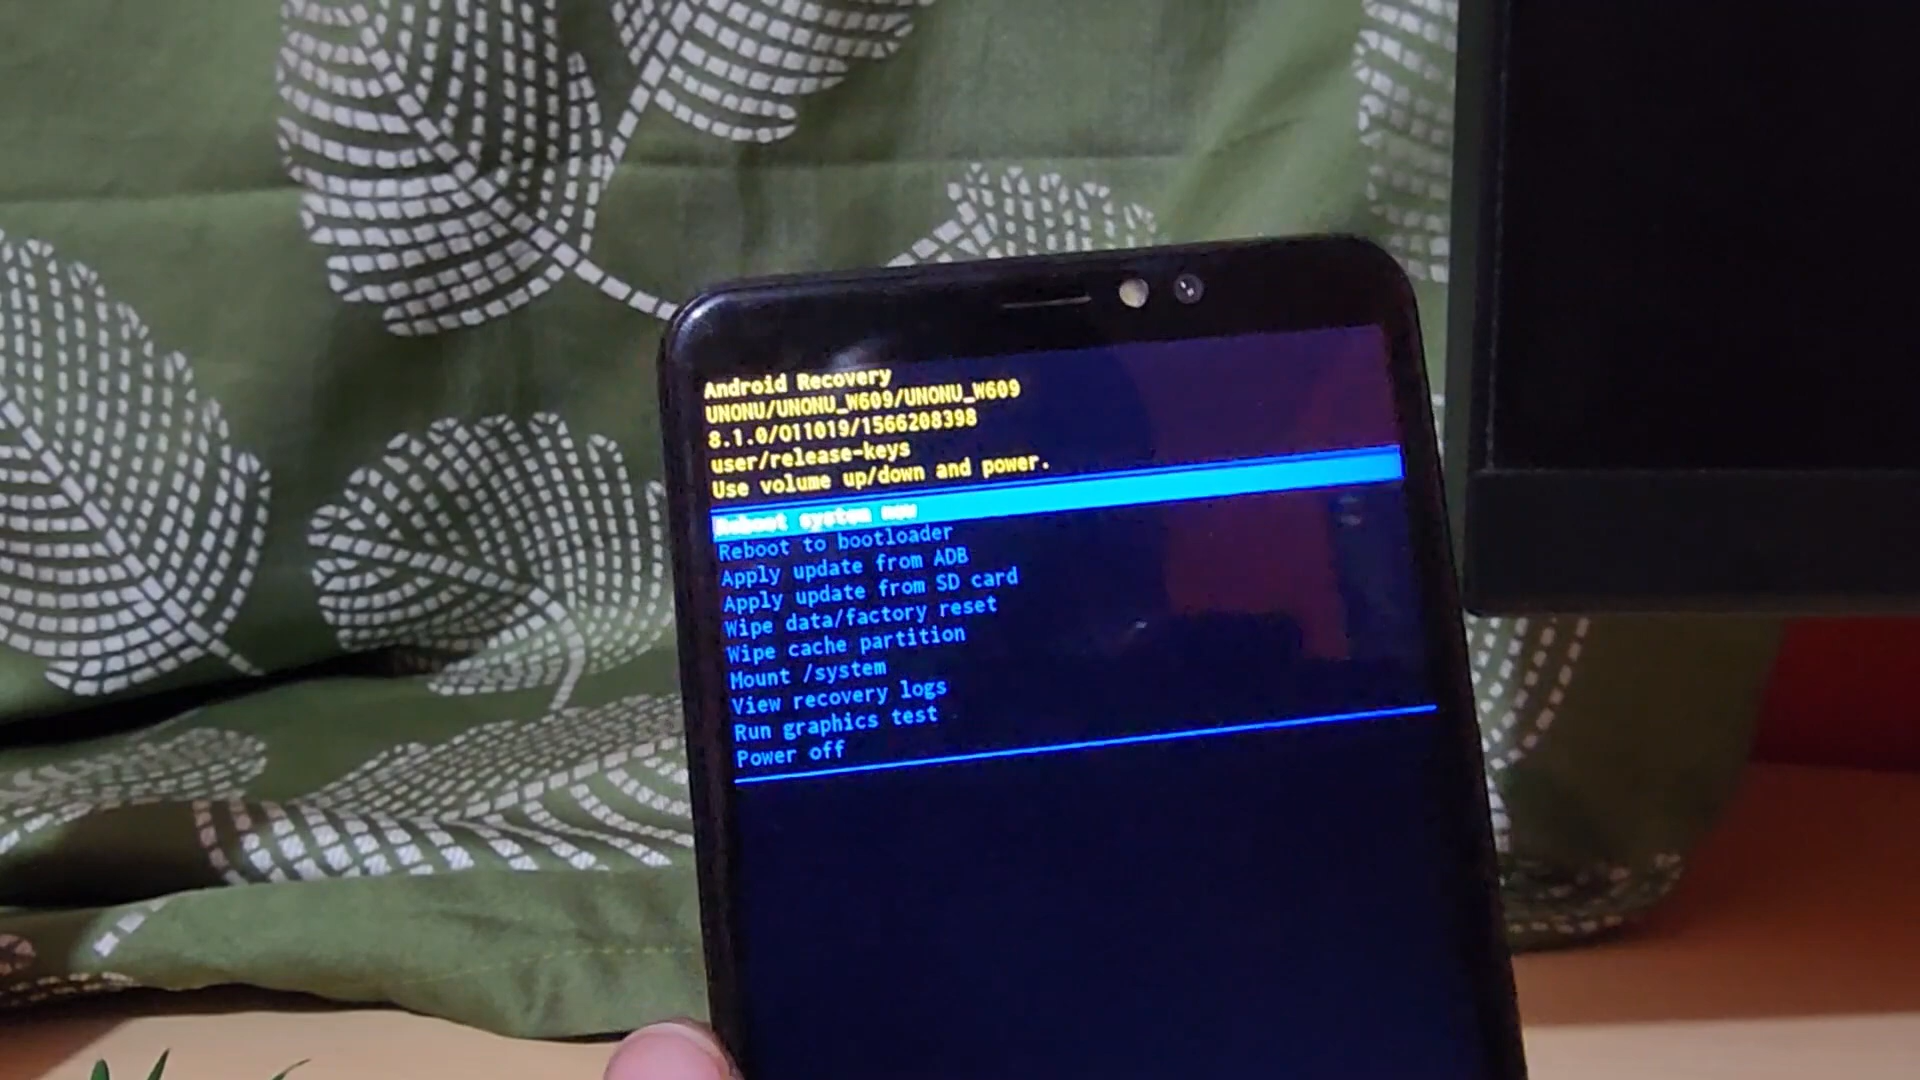 Android Recovery
UNONU/UNONU_W609/UNONU_W609
8.1.0/O11019/1566208398
user/release-keys
Use volume up/down and power.
Reboot system now
Reboot to bootloader
Apply update from ADB
Apply update from SD card
Wipe data/factory reset
Wipe cache partition
Mount /system
View recovery logs
Run graphics test
Power off